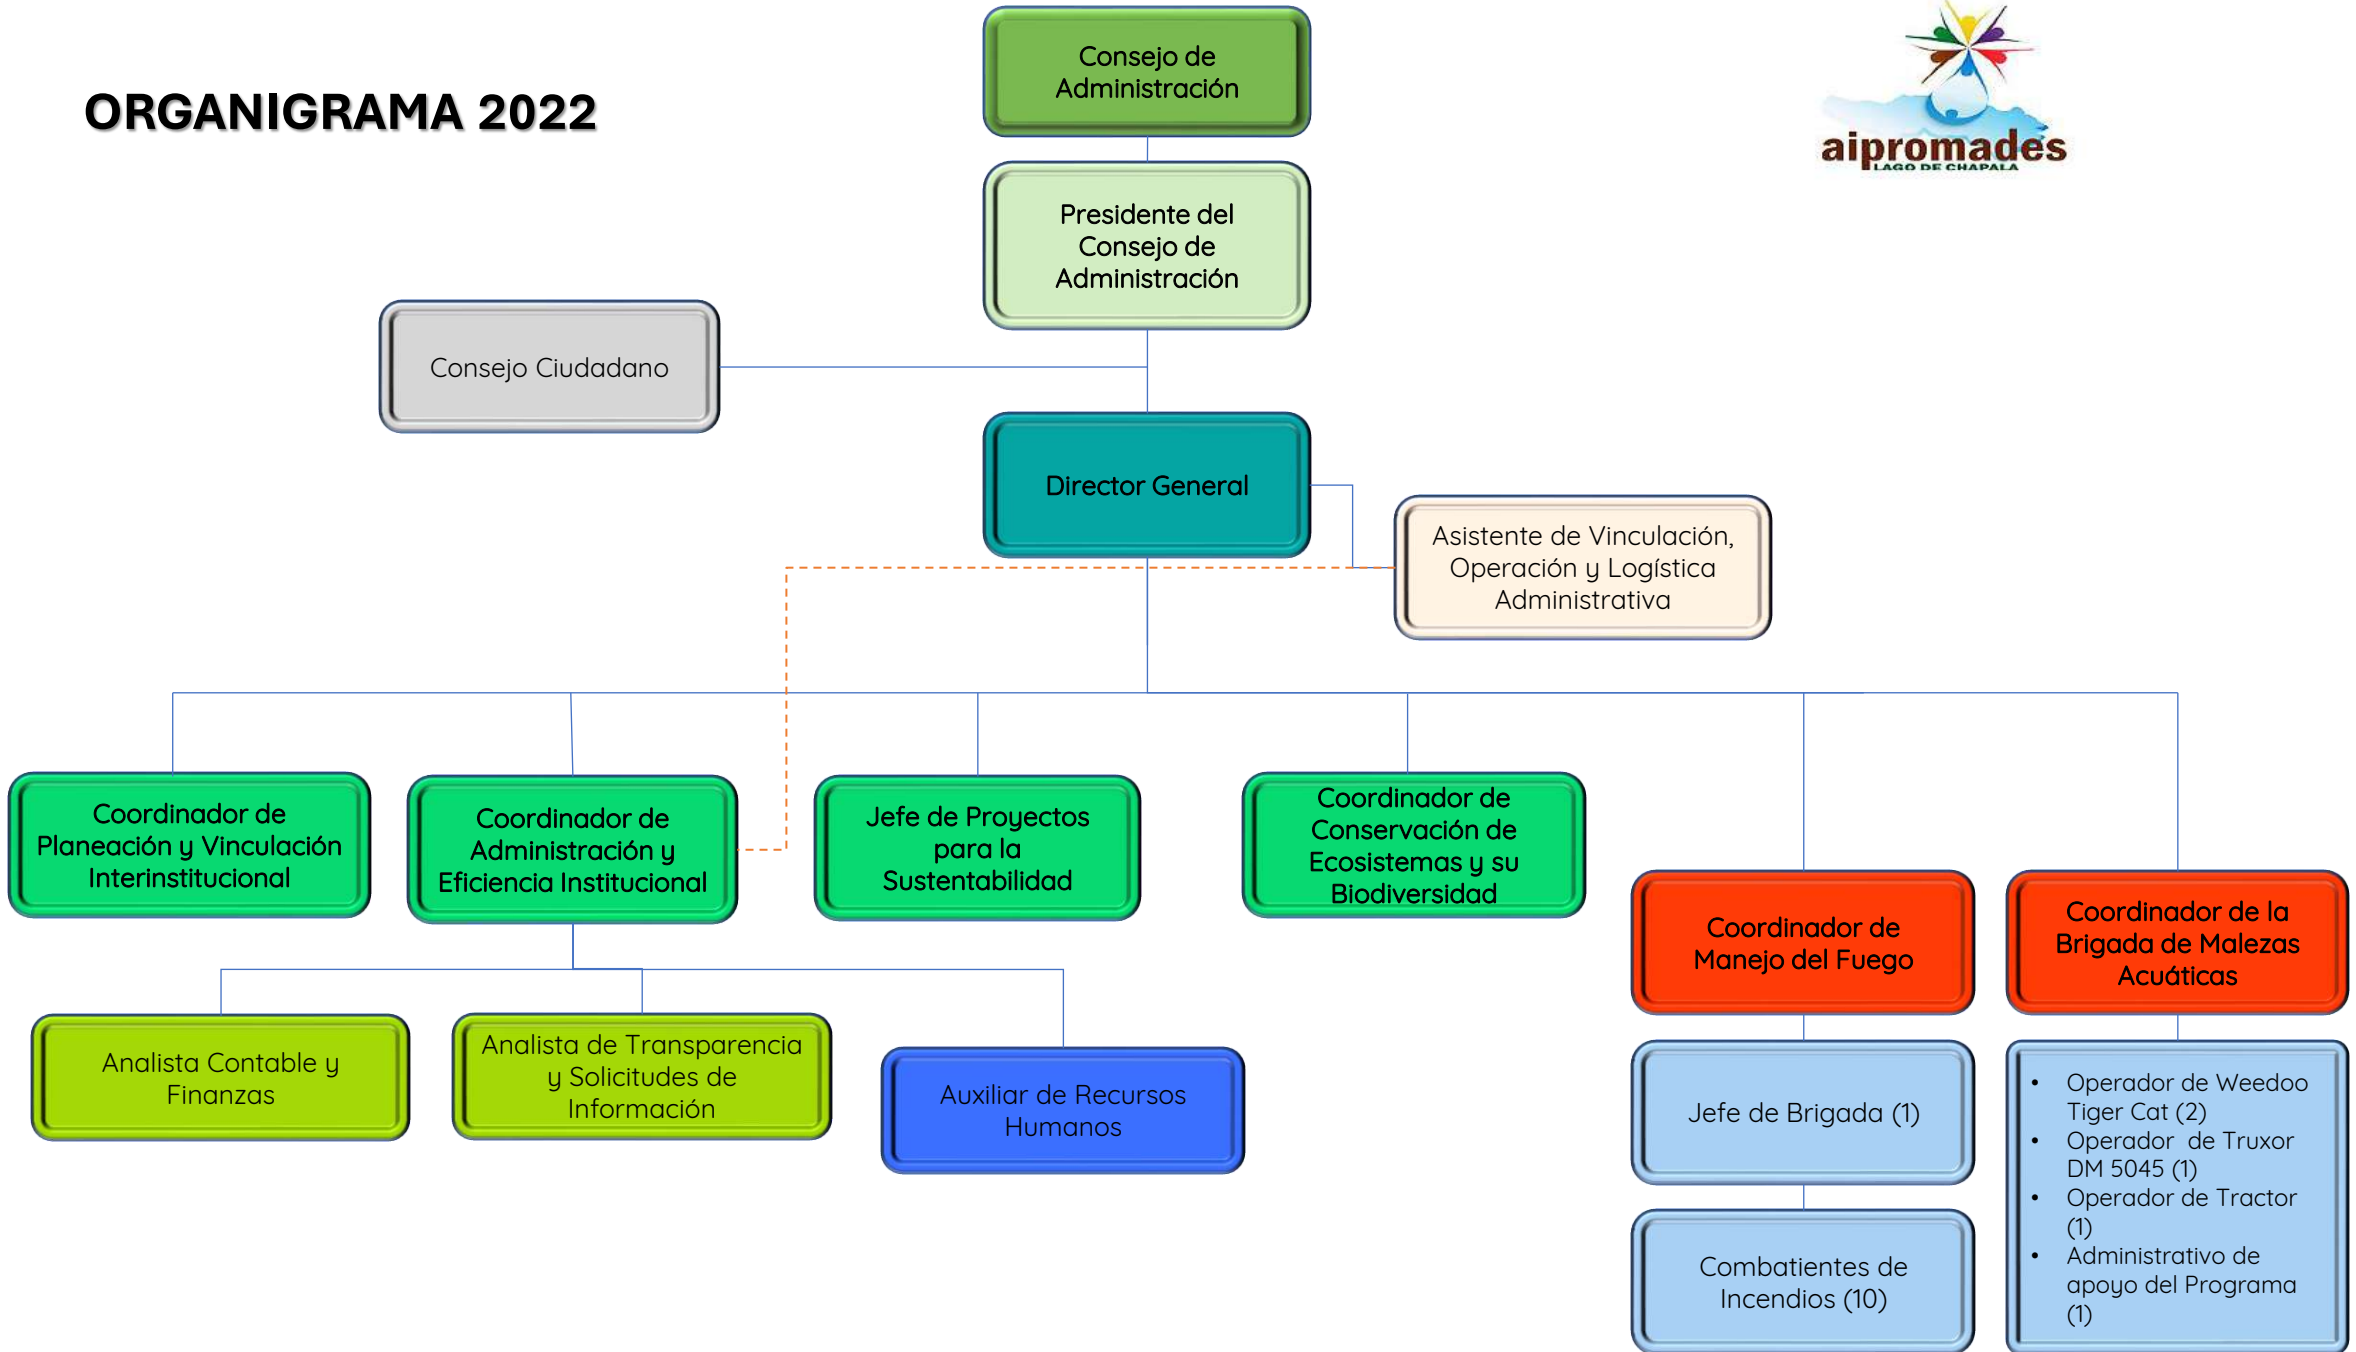 ORGANIGRAMA 2022
Consejo de
Administración
aipromades
LAGO DE CHAPALA
Presidente del
Consejo de
Administración
Consejo Ciudadano
Director General
Asistente de Vinculación,
Operación y Logística
Administrativa
Coordinador de
Planeación y Vinculación
Interinstitucional
Coordinador de
Administración y
Eficiencia Institucional
Jefe de Proyectos
para la
Sustentabilidad
Coordinador de
Conservación de
Ecosistemas y su
Biodiversidad
Coordinador de
Manejo del Fuego
Coordinador de la
Brigada de Malezas
Acuáticas
Analista Contable y
Finanzas
Analista de Transparencia
y Solicitudes de
Información
Auxiliar de Recursos
Humanos
Jefe de Brigada (1)
Combatientes de
Incendios (10)
• Operador de Weedoo
Tiger Cat (2)
• Operador  de Truxor
DM 5045 (1)
• Operador de Tractor
(1)
• Administrativo de
apoyo del Programa
(1)